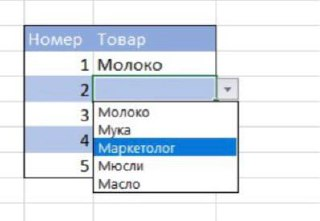 Номер Товар
1 Молоко
2
3
4
5
Молоко
Мука
Маркетолог
Мюсли
Масло